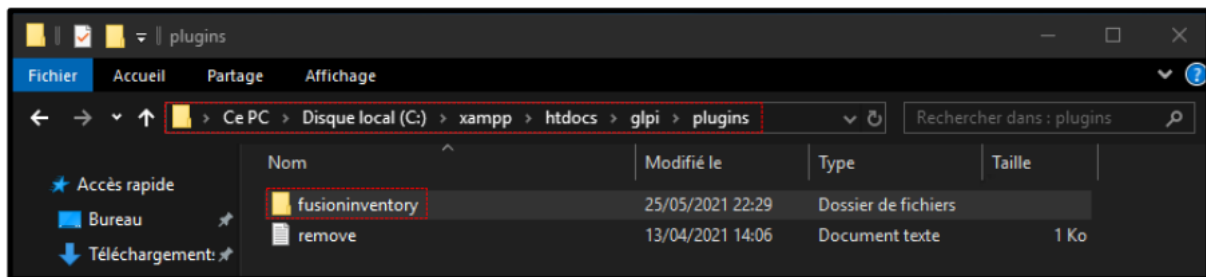 plugins
Fichier Accueil Partage Affichage
Ce PC > Disque local (C:) > xampp > htdocs > glpi > plugins Rechercher dans : plugins
Nom Modifié le Type Taille
Accès rapide
fusioninventory 25/05/2021 22:29 Dossier de fichiers
Bureau
remove 13/04/2021 14:06 Document texte 1 Ko
Téléchargement: